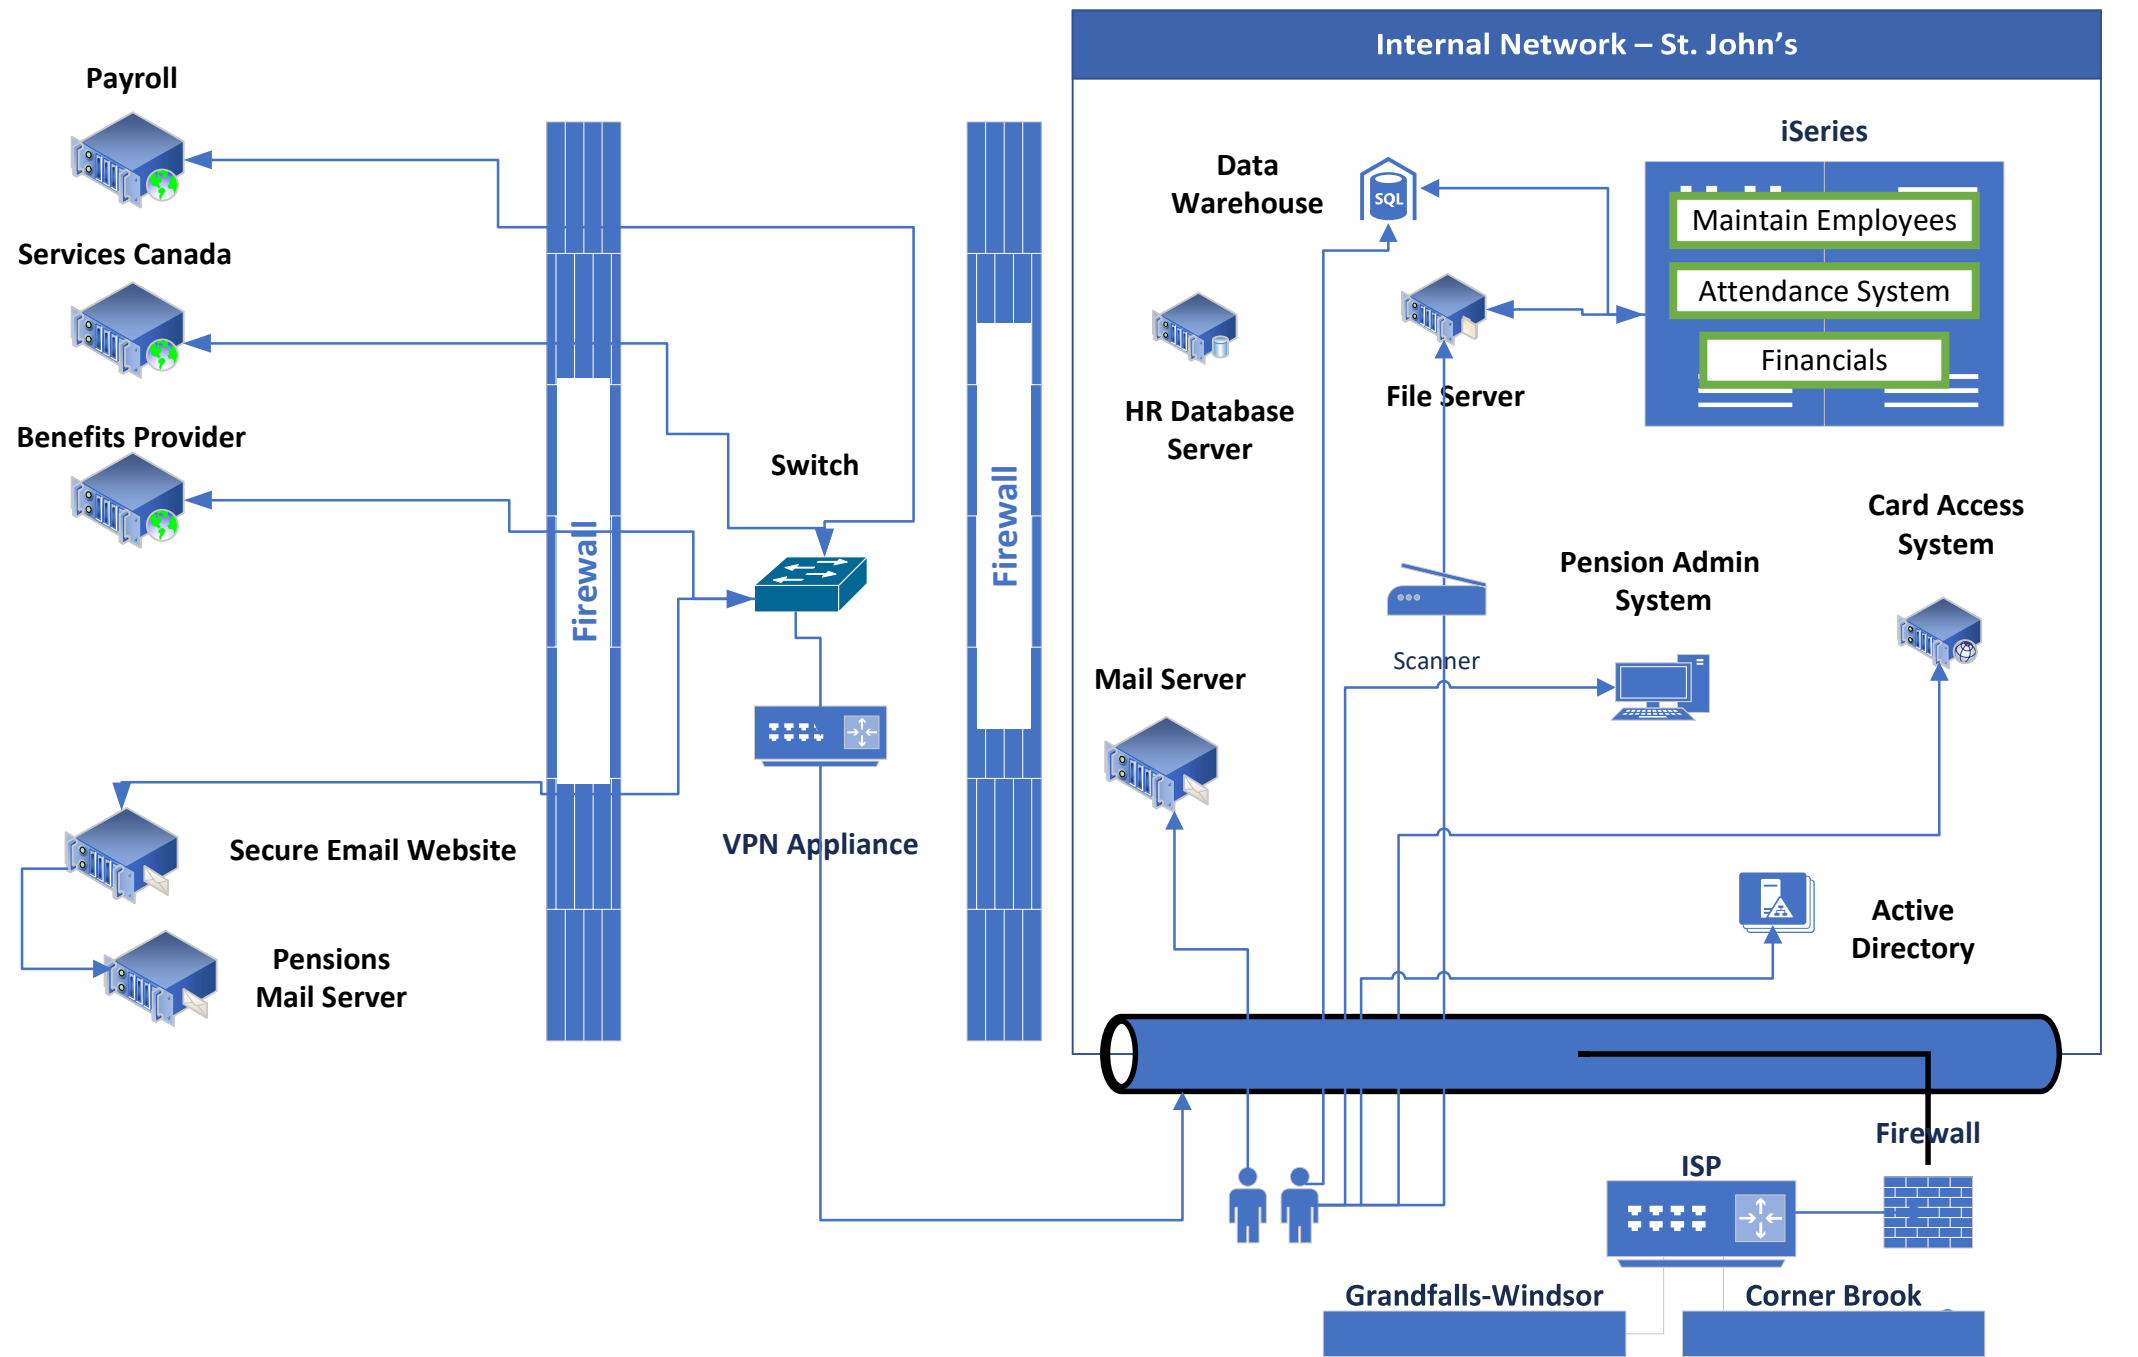 Internal Network – St. John's
Payroll
iSeries
Data
Warehouse
SQL
Maintain Employees
Services Canada
Attendance System
Financials
HR Database
Server
File Server
Benefits Provider
Switch
Firewall
Firewall
Card Access
System
Pension Admin
System
Scanner
Mail Server
VPN Appliance
Secure Email Website
Active
Directory
Pensions
Mail Server
Firewall
ISP
Grandfalls-Windsor
Corner Brook